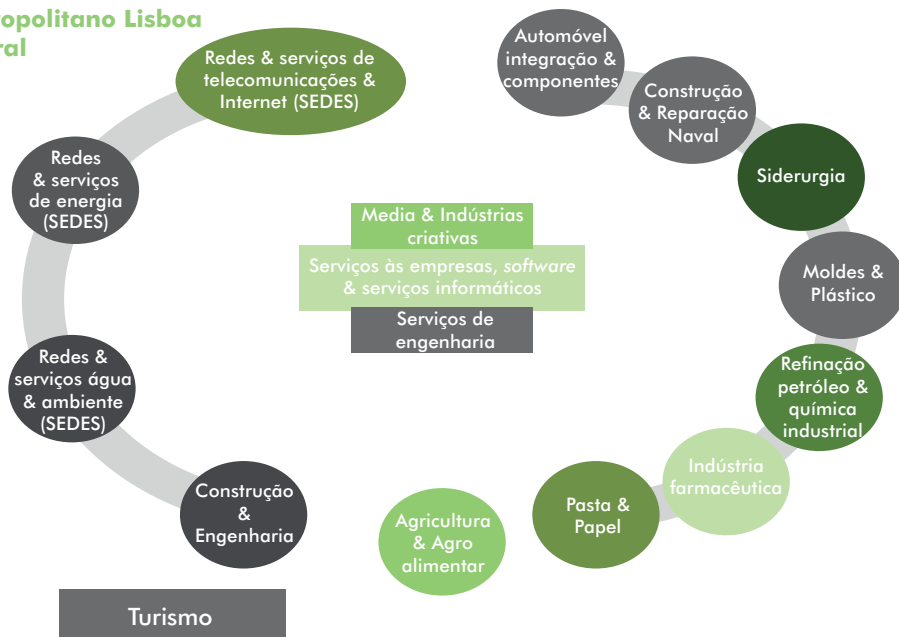 opolitano Lisboa
ral
Redes & serviços de
telecomunicações &
Internet (SEDES)
Automóvel
integração &
componentes
Construção
& Reparação
Naval
Redes
& serviços
de energia
(SEDES)
Siderurgia
Media & Indústrias
criativas
Serviços às empresas, software
& serviços informáticos
Serviços de
engenharia
Moldes &
Plástico
Redes &
serviços água
& ambiente
(SEDES)
Refinação
petróleo &
química
industrial
Indústria
farmacêutica
Construção
&
Engenharia
Agricultura
& Agro
alimentar
Pasta &
Papel
Turismo